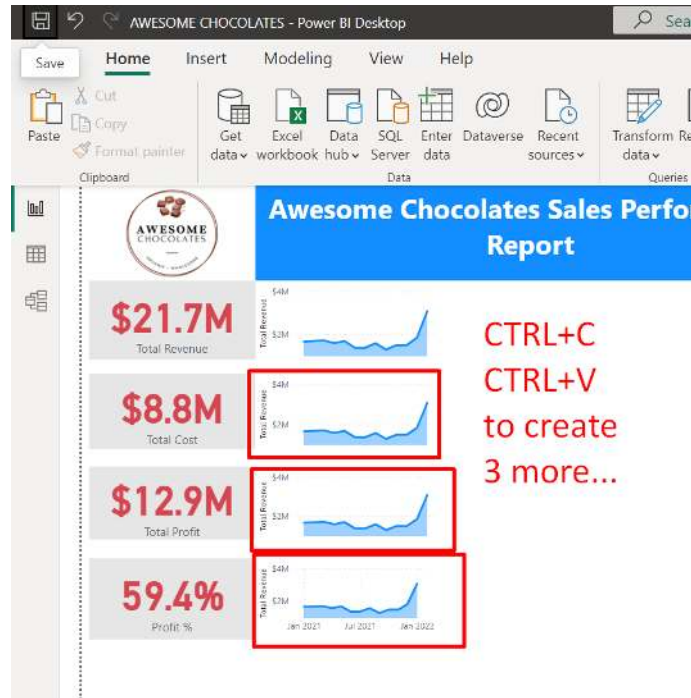 AWESOME CHOCOLATES - Power BI Desktop
Sea
Save
Home Insert Modeling View Help
Paste
Cut
Copy
Format painter
Get data
Excel workbook
Data hub
SQL Server
Enter data
Dataverse
Recent sources
Transform data
Re
Clipboard
Data
Queries
AWESOME
CHOCOLATES
Awesome Chocolates Sales Perfo
Report
$21.7M
Total Revenue
Total Revenue
$4M
$2M
$8.8M
Total Cost
Total Revenue
$4M
$2M
$12.9M
Total Profit
Total Revenue
$4M
$2M
59.4%
Profit %
Total Revenue
$4M
$2M
Jan 2021 Jul 2021 Jan 2022
CTRL+C
CTRL+V
to create
3 more...